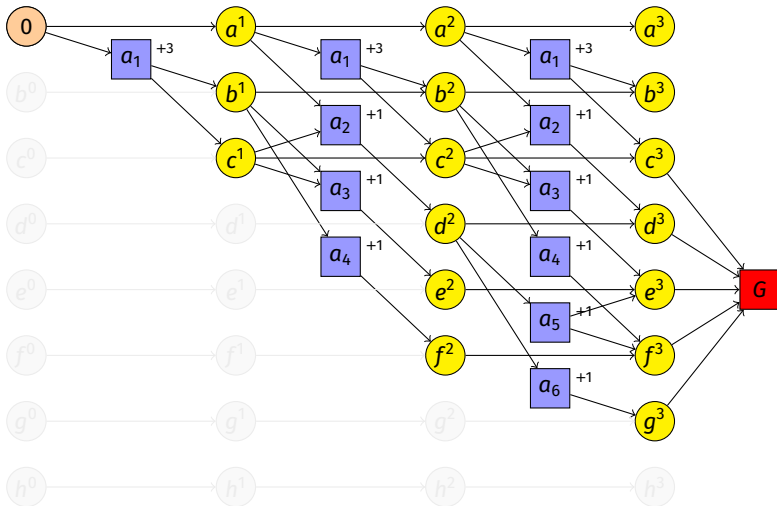 0 a¹ a² a³
a₁ +3 a₁ +3 a₁ +3
b⁰ b¹ b² b³
a₂ +1 a₂ +1
c⁰ c¹ c² c³
a₃ +1 a₃ +1
d⁰ d¹ d² d³
a₄ +1 a₄ +1
e⁰ e¹ e² e³ G
a₅ +1
f⁰ f¹ f² f³
a₆ +1
g⁰ g¹ g² g³
h⁰ h¹ h² h³